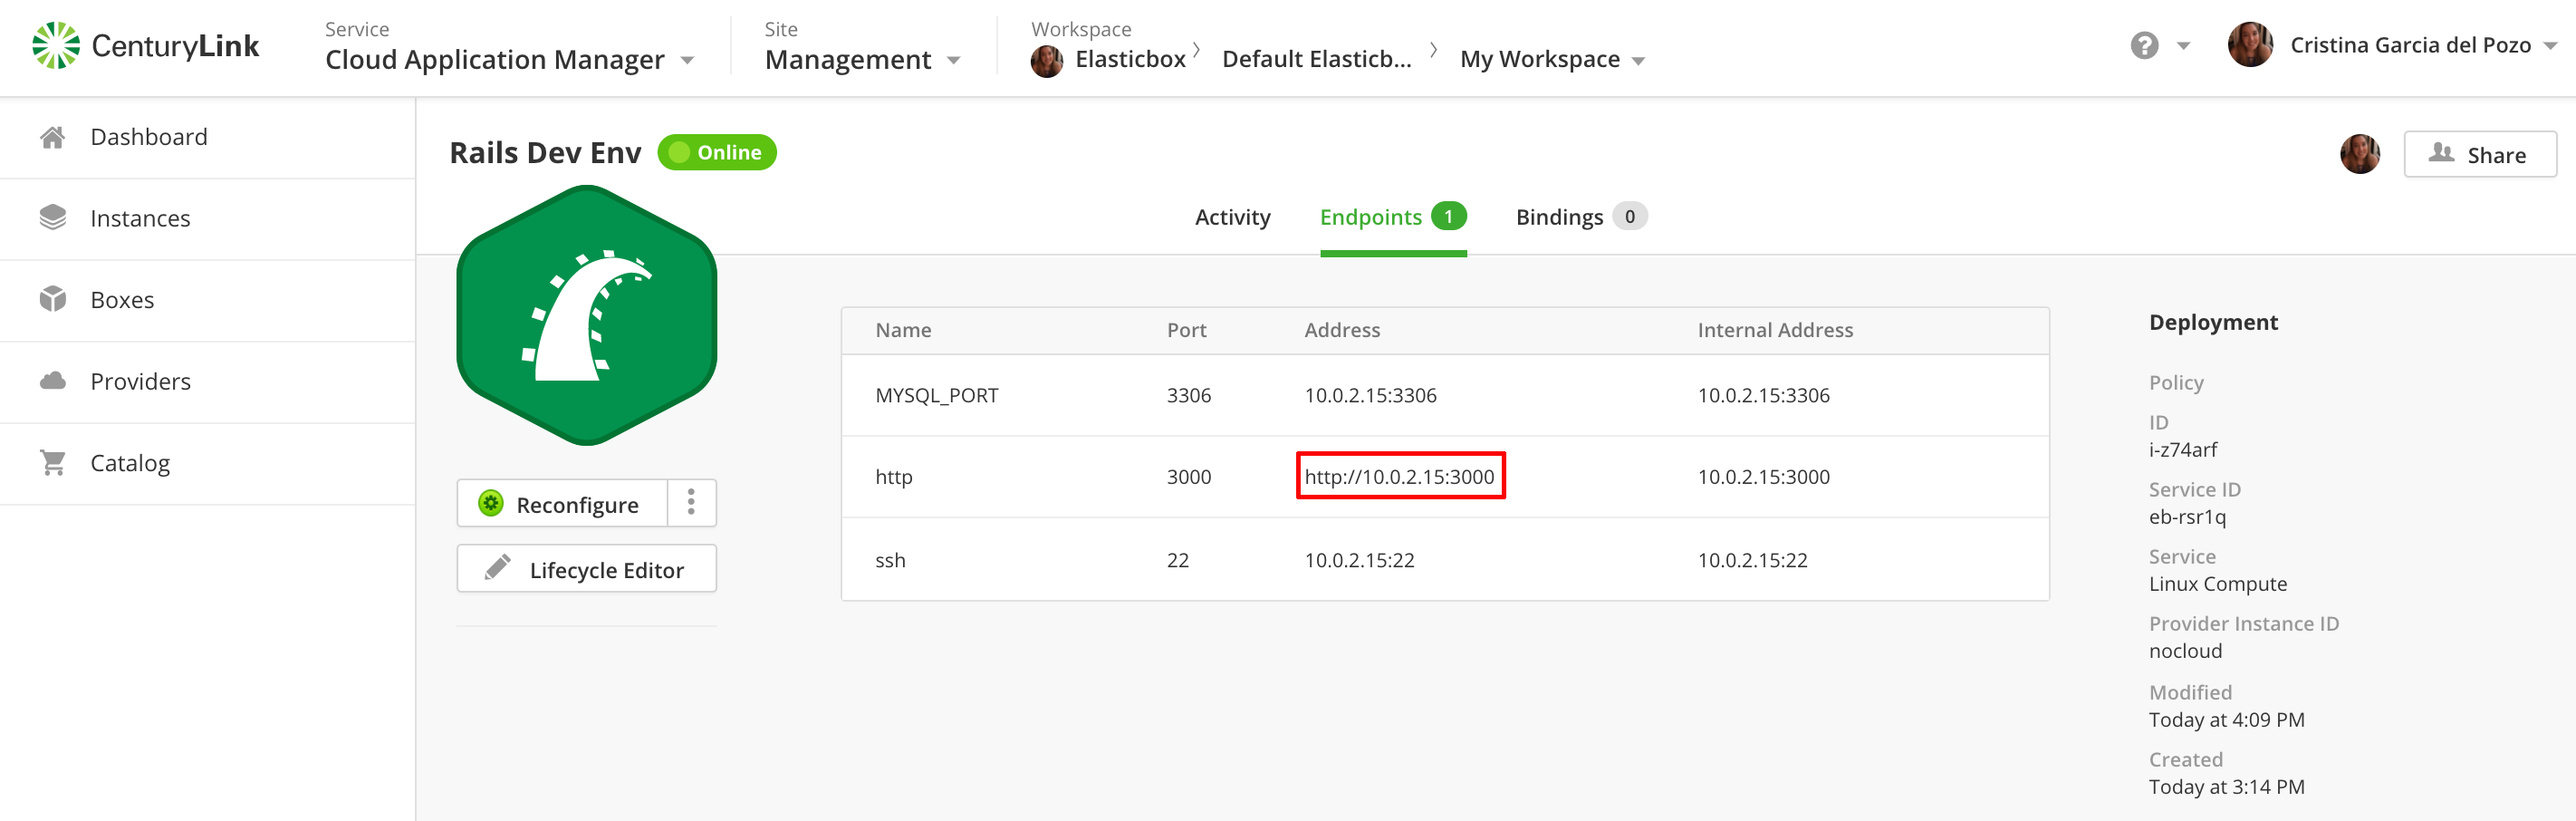 CenturyLink
Service
Cloud Application Manager
Site
Management
Workspace
Elasticbox
Default Elasticb...
My Workspace
?
Cristina Garcia del Pozo
Dashboard
Instances
Boxes
Providers
Catalog
Rails Dev Env
Online
Share
Activity
Endpoints 1
Bindings 0
Reconfigure
Lifecycle Editor
Name Port Address Internal Address
MYSQL_PORT 3306 10.0.2.15:3306 10.0.2.15:3306
http 3000 http://10.0.2.15:3000 10.0.2.15:3000
ssh 22 10.0.2.15:22 10.0.2.15:22
Deployment
Policy
ID
i-z74arf
Service ID
eb-rsr1q
Service
Linux Compute
Provider Instance ID
nocloud
Modified
Today at 4:09 PM
Created
Today at 3:14 PM